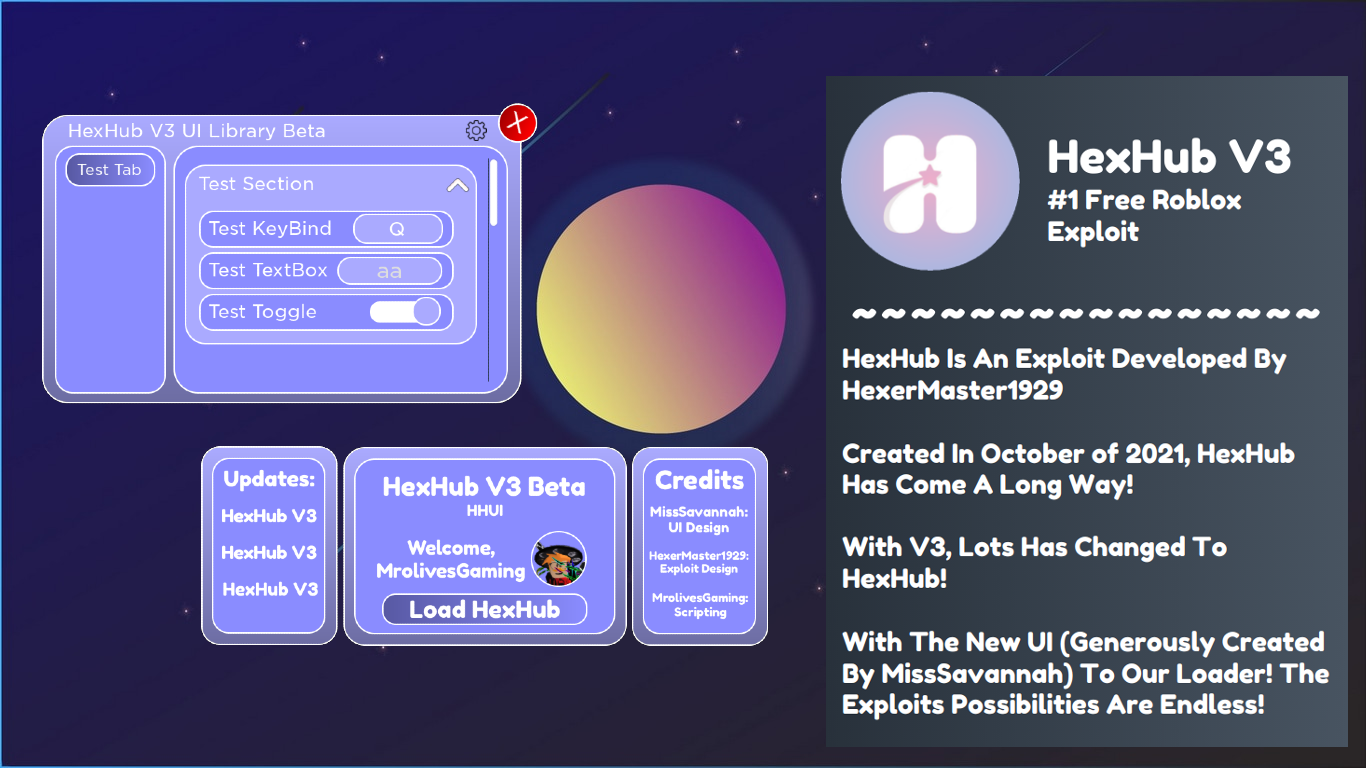 HexHub V3 UI Library Beta
X
Test Tab
Test Section
Test KeyBind
Q
Test TextBox
aa
Test Toggle
Updates:
HexHub V3
HexHub V3
HexHub V3
HexHub V3 Beta
HHUI
Welcome,
MrolivesGaming
Load HexHub
Credits
MissSavannah:
UI Design
HexerMaster1929:
Exploit Design
MrolivesGaming:
Scripting
H
HexHub V3
#1 Free Roblox
Exploit
~ ~ ~ ~ ~ ~ ~ ~ ~ ~ ~ ~ ~ ~ ~ ~
HexHub Is An Exploit Developed By
HexerMaster1929
Created In October of 2021, HexHub
Has Come A Long Way!
With V3, Lots Has Changed To
HexHub!
With The New UI (Generously Created
By MissSavannah) To Our Loader! The
Exploits Possibilities Are Endless!